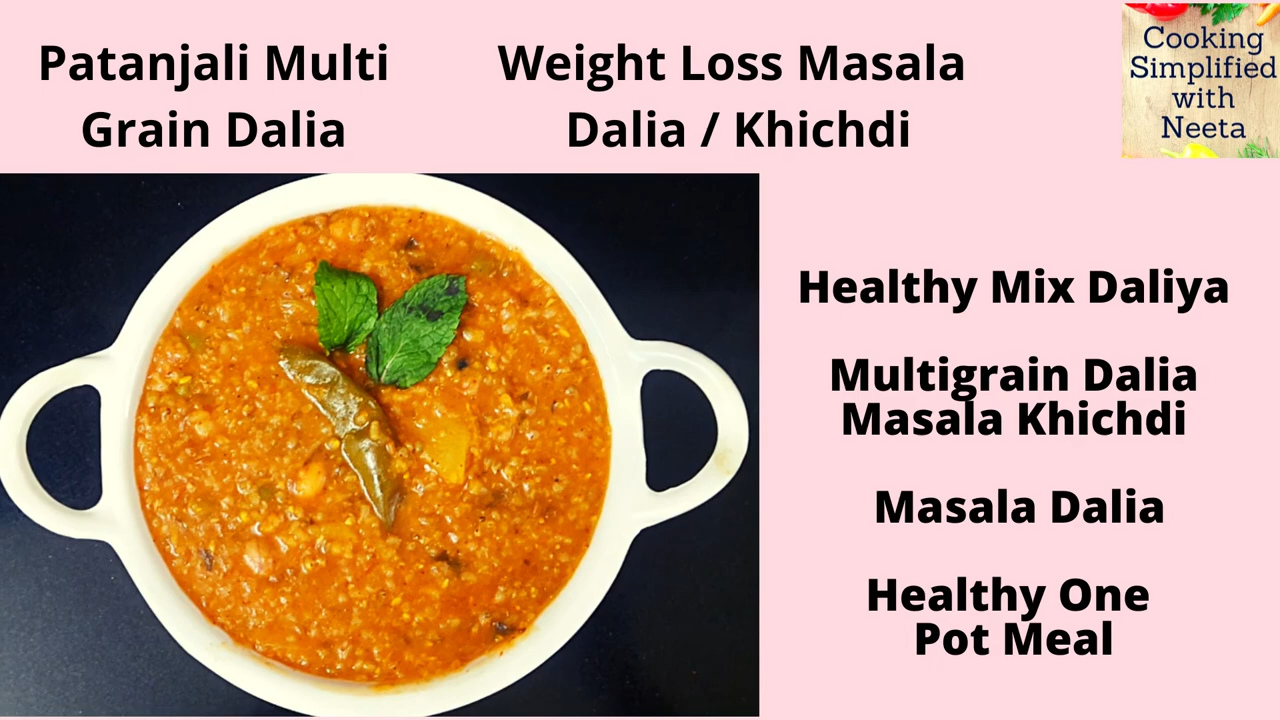 Patanjali Multi
Grain Dalia
Weight Loss Masala
Dalia / Khichdi
Cooking
Simplified
with
Neeta
Healthy Mix Daliya
Multigrain Dalia
Masala Khichdi
Masala Dalia
Healthy One
Pot Meal